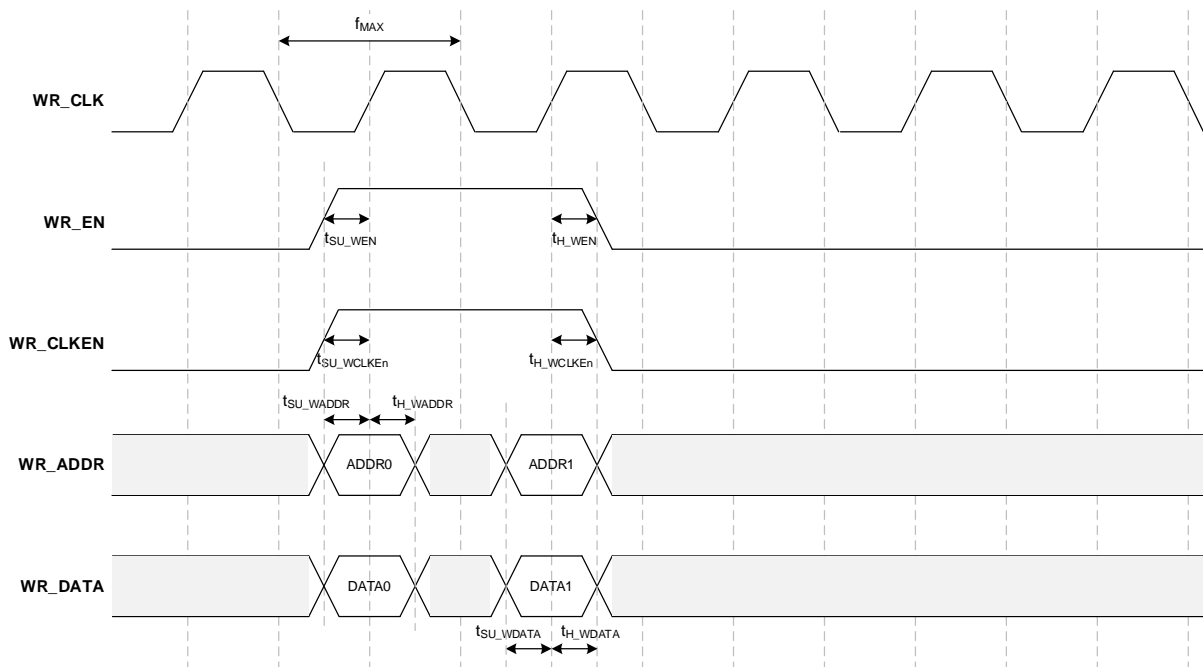 fMAX
WR_CLK
WR_EN
tSU_WEN
tH_WEN
WR_CLKEN
tSU_WCLKEn
tH_WCLKEn
tSU_WADDR
tH_WADDR
WR_ADDR
ADDR0
ADDR1
WR_DATA
DATA0
DATA1
tSU_WDATA
tH_WDATA